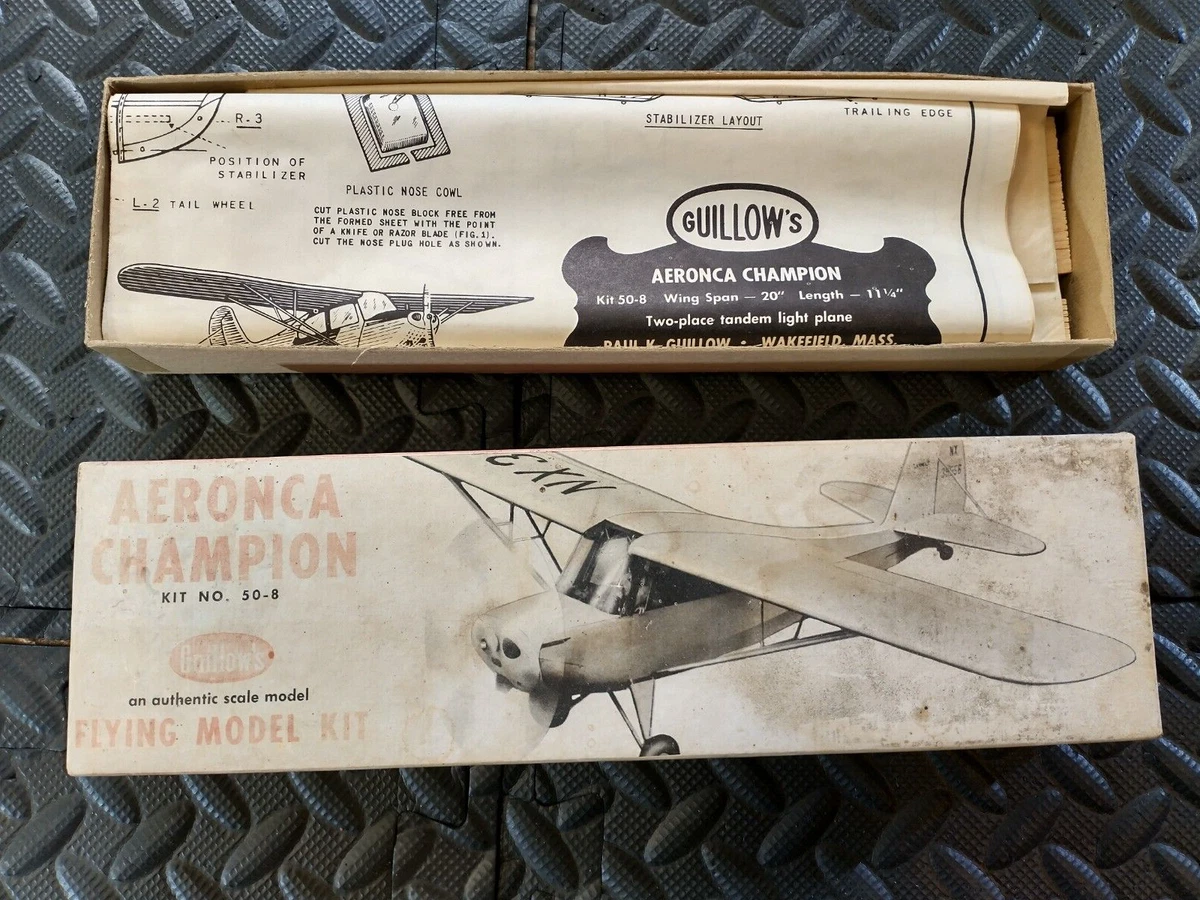 R-3
STABILIZER LAYOUT
TRAILING EDGE
POSITION OF
STABILIZER
L-2 TAIL WHEEL
PLASTIC NOSE COWL
CUT PLASTIC NOSE BLOCK FREE FROM
THE FORMED SHEET WITH THE POINT
OF A KNIFE OR RAZOR BLADE (FIG.1).
CUT THE NOSE PLUG HOLE AS SHOWN.
GUILLOW'S
AERONCA CHAMPION
Kit 50-8 Wing Span — 20" Length — 11¼"
Two-place tandem light plane
PAUL K. GUILLOW • WAKEFIELD, MASS.
AERONCA
CHAMPION
KIT NO. 50-8
Guillow's
an authentic scale model
FLYING MODEL KIT
NX3
NX